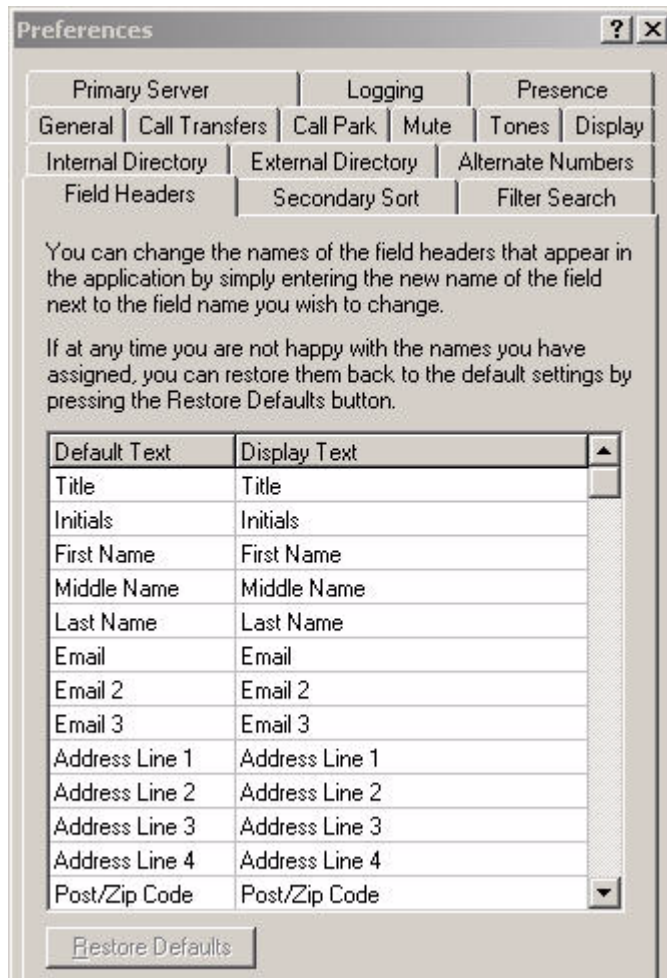 Preferences
Primary Server Logging Presence
General Call Transfers Call Park Mute Tones Display
Internal Directory External Directory Alternate Numbers
Field Headers Secondary Sort Filter Search
You can change the names of the field headers that appear in
the application by simply entering the new name of the field
next to the field name you wish to change.
If at any time you are not happy with the names you have
assigned, you can restore them back to the default settings by
pressing the Restore Defaults button.
Default Text Display Text
Title Title
Initials Initials
First Name First Name
Middle Name Middle Name
Last Name Last Name
Email Email
Email 2 Email 2
Email 3 Email 3
Address Line 1 Address Line 1
Address Line 2 Address Line 2
Address Line 3 Address Line 3
Address Line 4 Address Line 4
Post/Zip Code Post/Zip Code
Restore Defaults